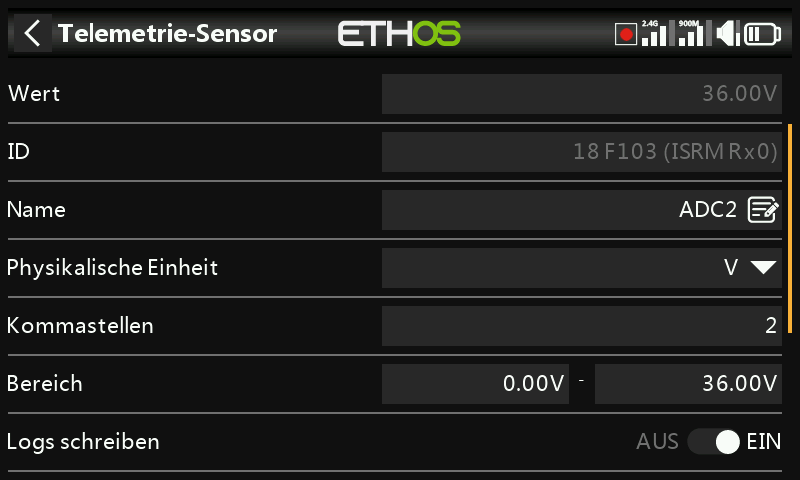 Telemetrie-Sensor ETHOS 2.4G 900M
Wert 36.00V
ID 18 F103 (ISRM Rx0)
Name ADC2
Physikalische Einheit V
Kommastellen 2
Bereich 0.00V - 36.00V
Logs schreiben AUS EIN